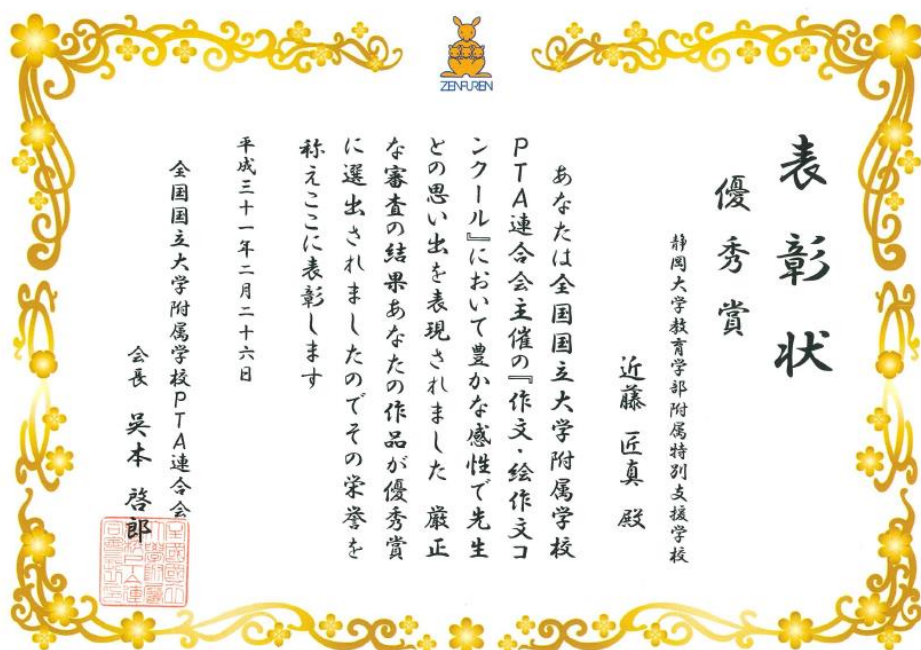 ZENFUREN
表彰状
優秀賞
静岡大学教育学部附属特別支援学校
近藤 匠真 殿
あなたは全国国立大学附属学校
PTA連合会主催の『作文・絵作文コ
ンクール』において豊かな感性で先生
との思い出を表現されました 厳正
な審査の結果あなたの作品が優秀賞
に選出されましたのでその栄誉を
称えここに表彰します
平成三十一年二月二十六日
全国国立大学附属学校PTA連合会
会長 吴本 啓郎